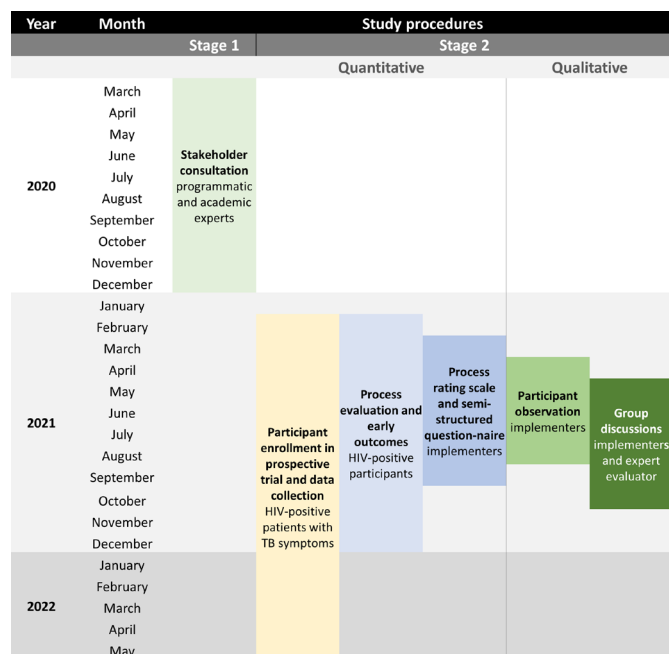 Year Month Study procedures
Stage 1 Stage 2
Quantitative Qualitative
2020
March
April
May
June
July
August
September
October
November
December
Stakeholder
consultation
programmatic
and academic
experts
2021
January
February
March
April
May
June
July
August
September
October
November
December
Participant
enrollment in
prospective
trial and data
collection
HIV-positive
patients with
TB symptoms
Process
evaluation and
early
outcomes
HIV-positive
participants
Process
rating scale
and semi-
structured
question-naire
implementers
Participant
observation
implementers
Group
discussions
implementers
and expert
evaluator
2022
January
February
March
April
May